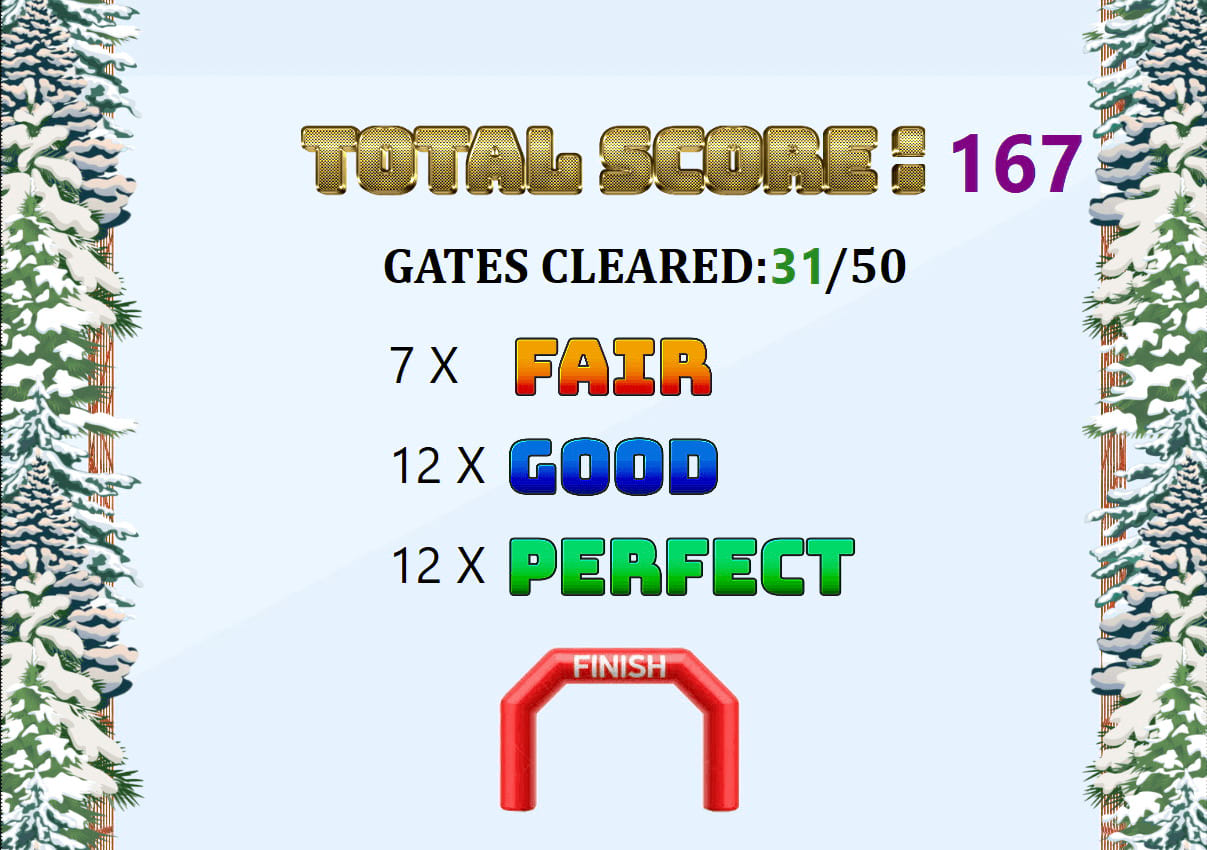 TOTAL SCORE: 167
GATES CLEARED:31/50
7 X FAIR
12 X GOOD
12 X PERFECT
FINISH